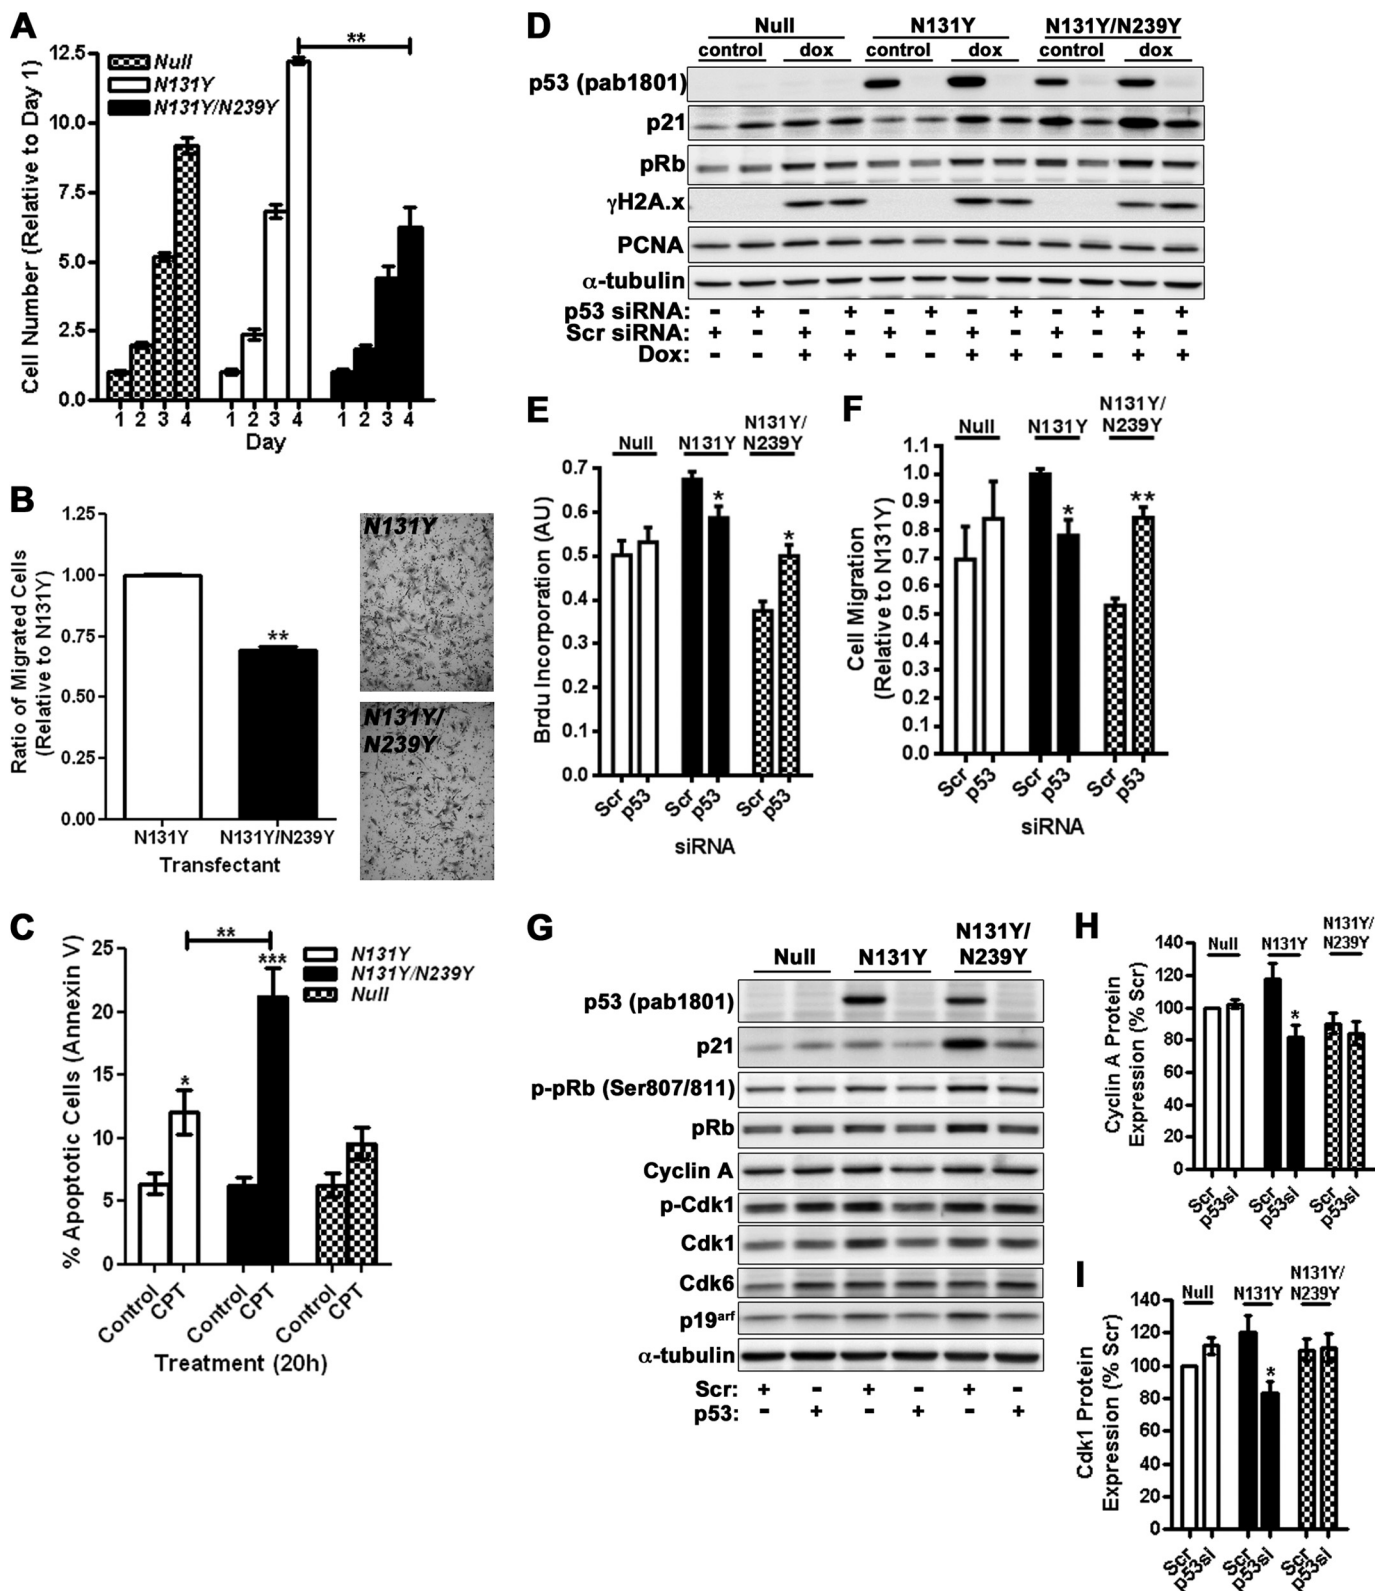 A
Cell Number {Relative to Day 1}
12.5
10.0
7.5
5.0
2.5
0.0
Null
N131Y
N131Y/N239Y
**
1 2 3 4 1 2 3 4 1 2 3 4
Day
B
Ratio of Migrated Cells
(Relative to N131Y)
1.25
1.00
0.75
0.50
0.25
0.00
**
N131Y N131Y/N239Y
Transfectant
N131Y
N131Y/
N239Y
C
% Apoptotic Cells (Annexin V)
25
20
15
10
5
0
**
*
***
N131Y
N131Y/N239Y
Null
Control CPT Control CPT Control CPT
Treatment (20h)
D
Null N131Y N131Y/N239Y
control dox control dox control dox
p53 (pab1801)
p21
pRb
γH2A.x
PCNA
α-tubulin
p53 siRNA: - + - + - + - + - + - +
Scr siRNA: + - + - + - + - + - + -
Dox: - - + + - - + + - - + +
E
Brdu Incorporation (AU)
0.7
0.6
0.5
0.4
0.3
0.2
0.1
0.0
Null N131Y N131Y/
N239Y
* *
Scr p53 Scr p53 Scr p53
siRNA
F
Cell Migration
(Relative to N131Y)
1.1
1.0
0.9
0.8
0.7
0.6
0.5
0.4
0.3
0.2
0.1
0.0
Null N131Y N131Y/
N239Y
* **
Scr p53 Scr p53 Scr p53
siRNA
G
Null N131Y N131Y/
N239Y
p53 (pab1801)
p21
p-pRb (Ser807/811)
pRb
Cyclin A
p-Cdk1
Cdk1
Cdk6
p19arf
α-tubulin
Scr: + - + - + -
p53: - + - + - +
H
Cyclin A Protein
Expression (% Scr)
140
120
100
80
60
40
20
0
Null N131Y N131Y/
N239Y
*
Scr p53si Scr p53si Scr p53si
I
Cdk1 Protein
Expression (% Scr)
140
120
100
80
60
40
20
0
Null N131Y N131Y/
N239Y
*
Scr p53si Scr p53si Scr p53si